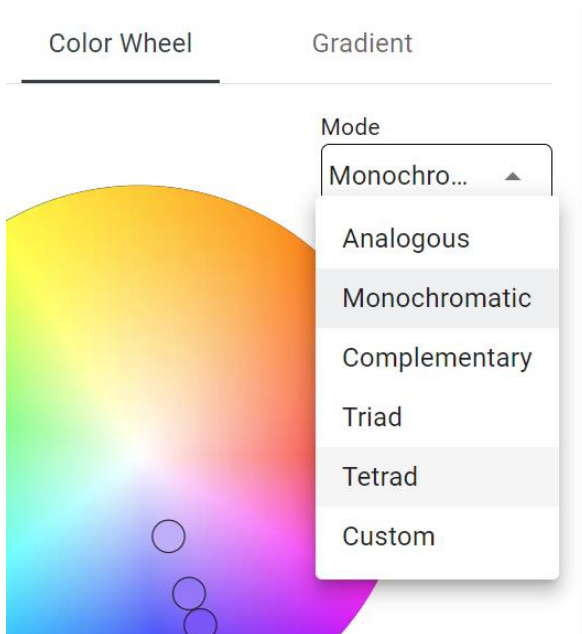 Color Wheel Gradient
Mode
Monochro...
Analogous
Monochromatic
Complementary
Triad
Tetrad
Custom